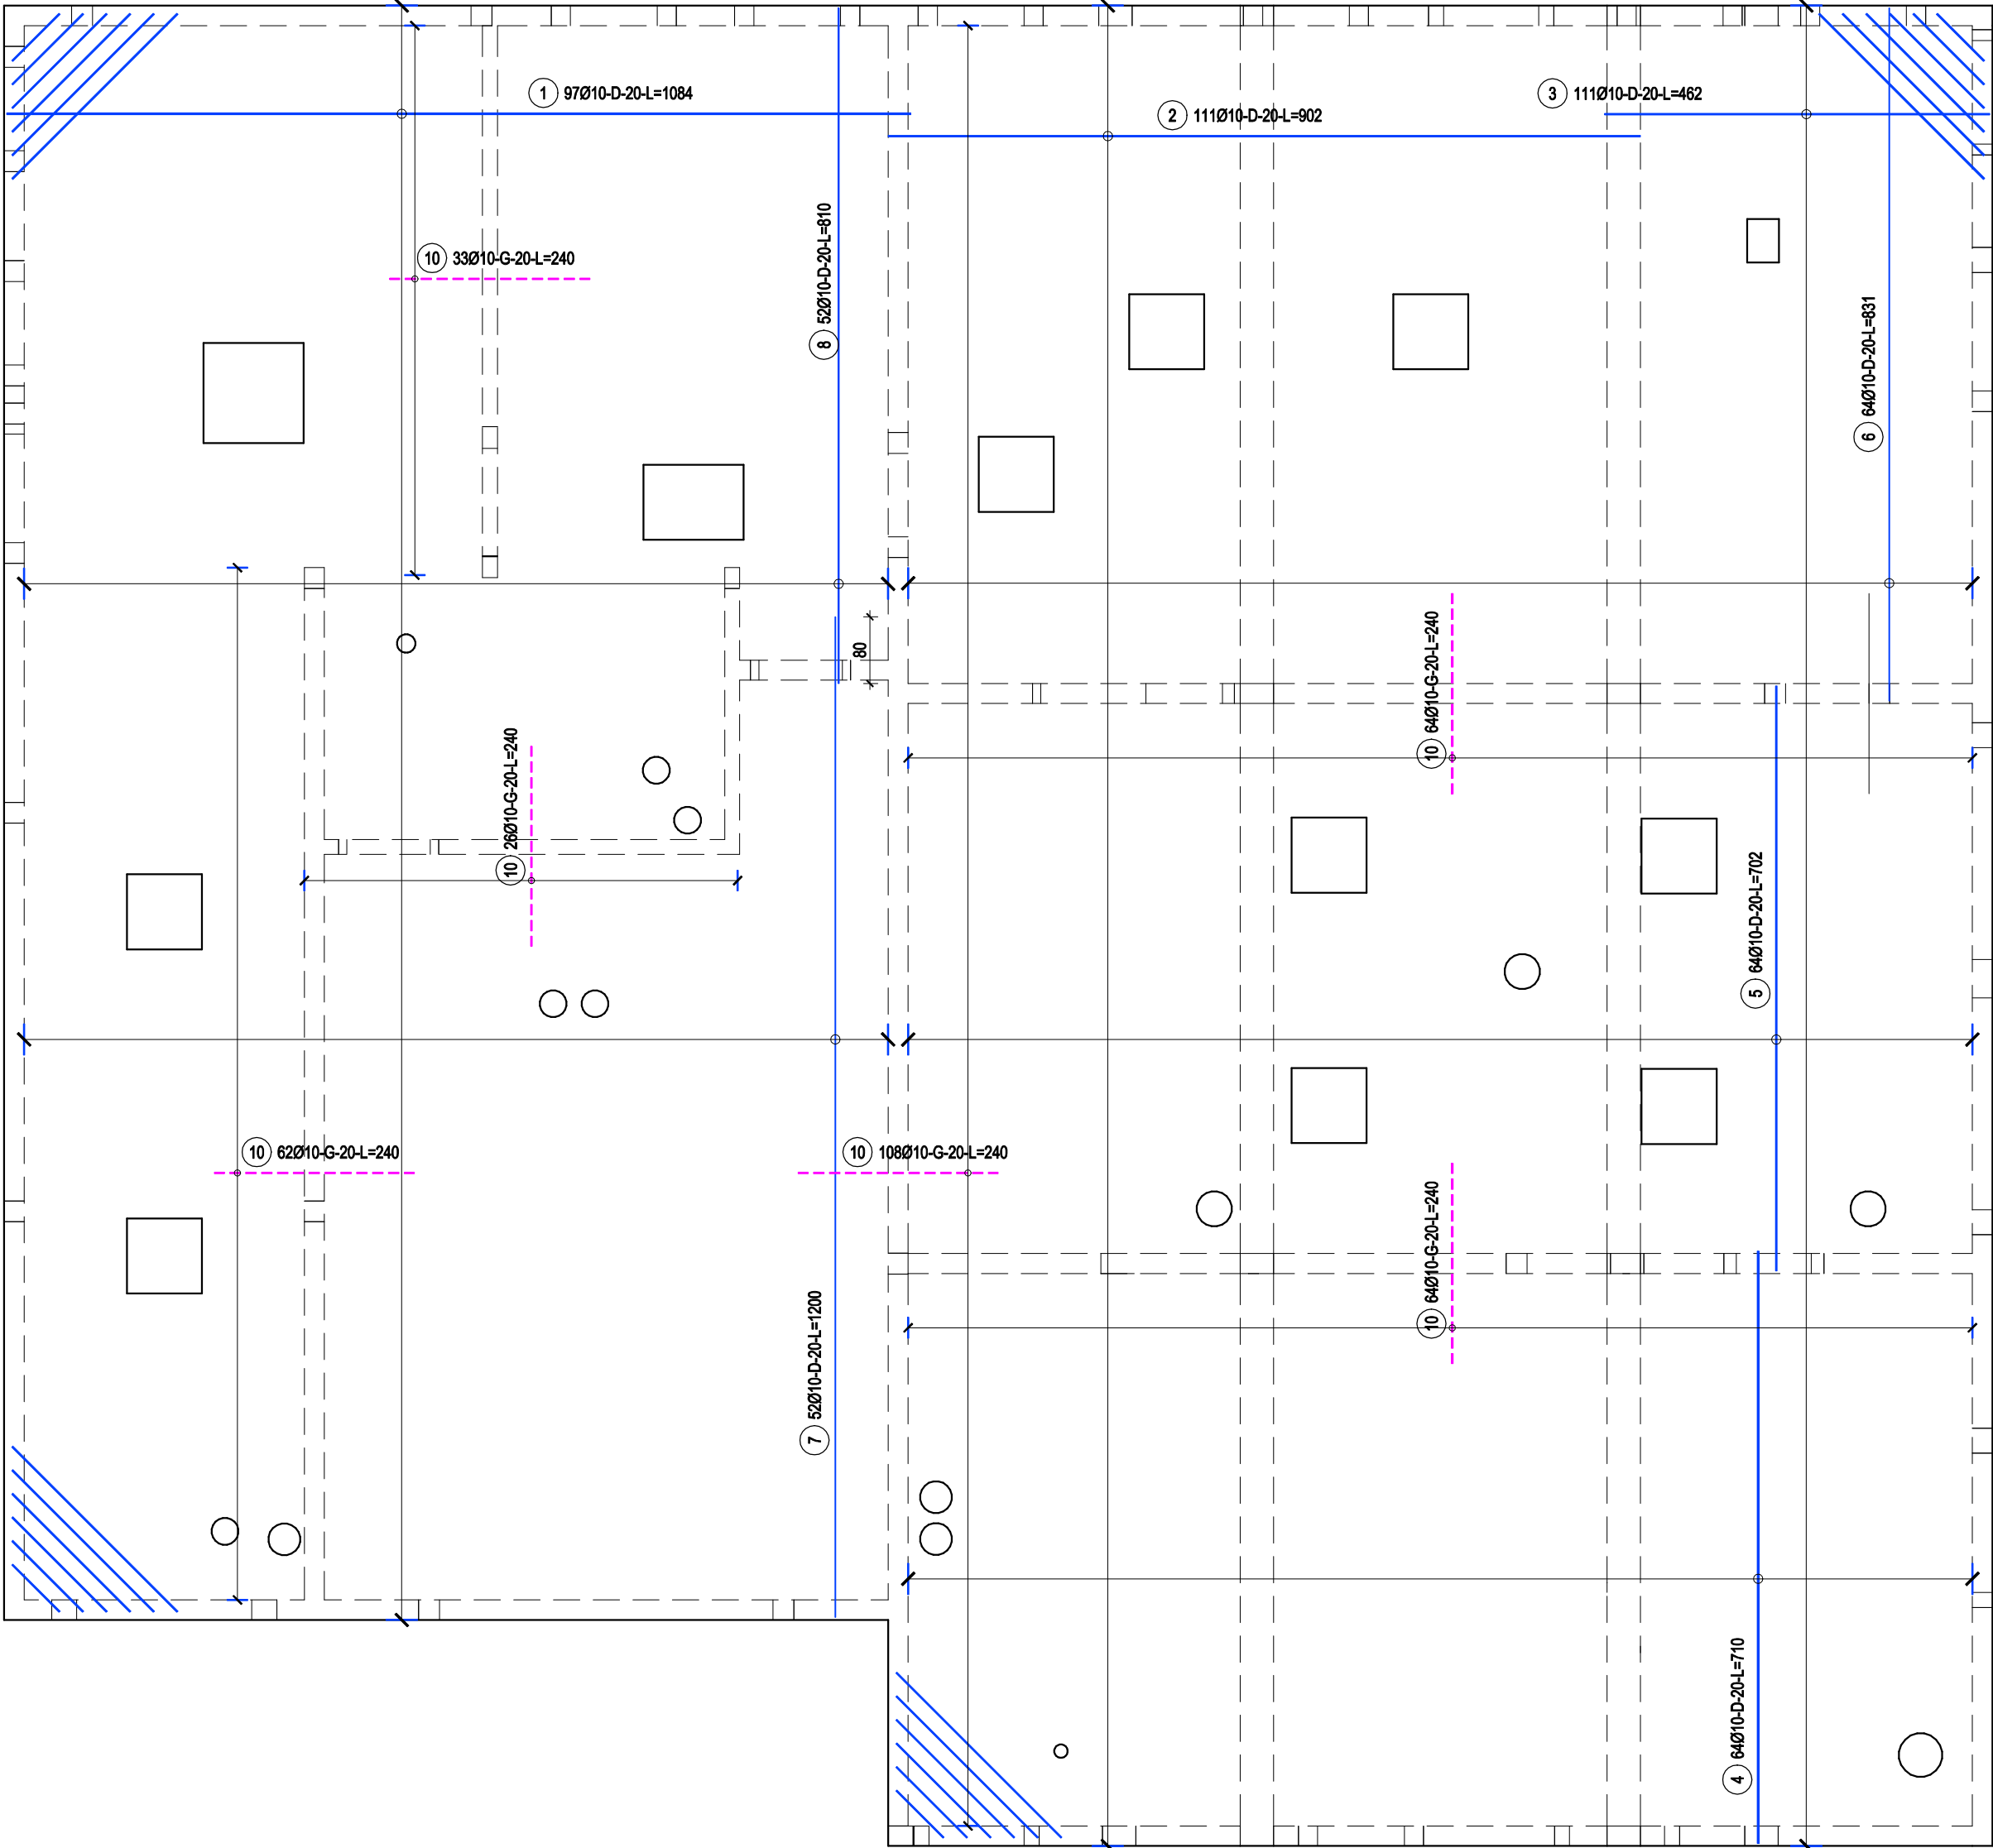 1 97Ø10-D-20-L=1084
3 111Ø10-D-20-L=462
2 111Ø10-D-20-L=902
10 33Ø10-G-20-L=240
8 52Ø10-D-20-L=810
6 64Ø10-D-20-L=831
80
10 64Ø10-G-20-L=240
10 26Ø10-G-20-L=240
5 64Ø10-D-20-L=702
10 62Ø10-G-20-L=240
10 108Ø10-G-20-L=240
10 64Ø10-G-20-L=240
7 52Ø10-D-20-L=1200
4 64Ø10-D-20-L=710